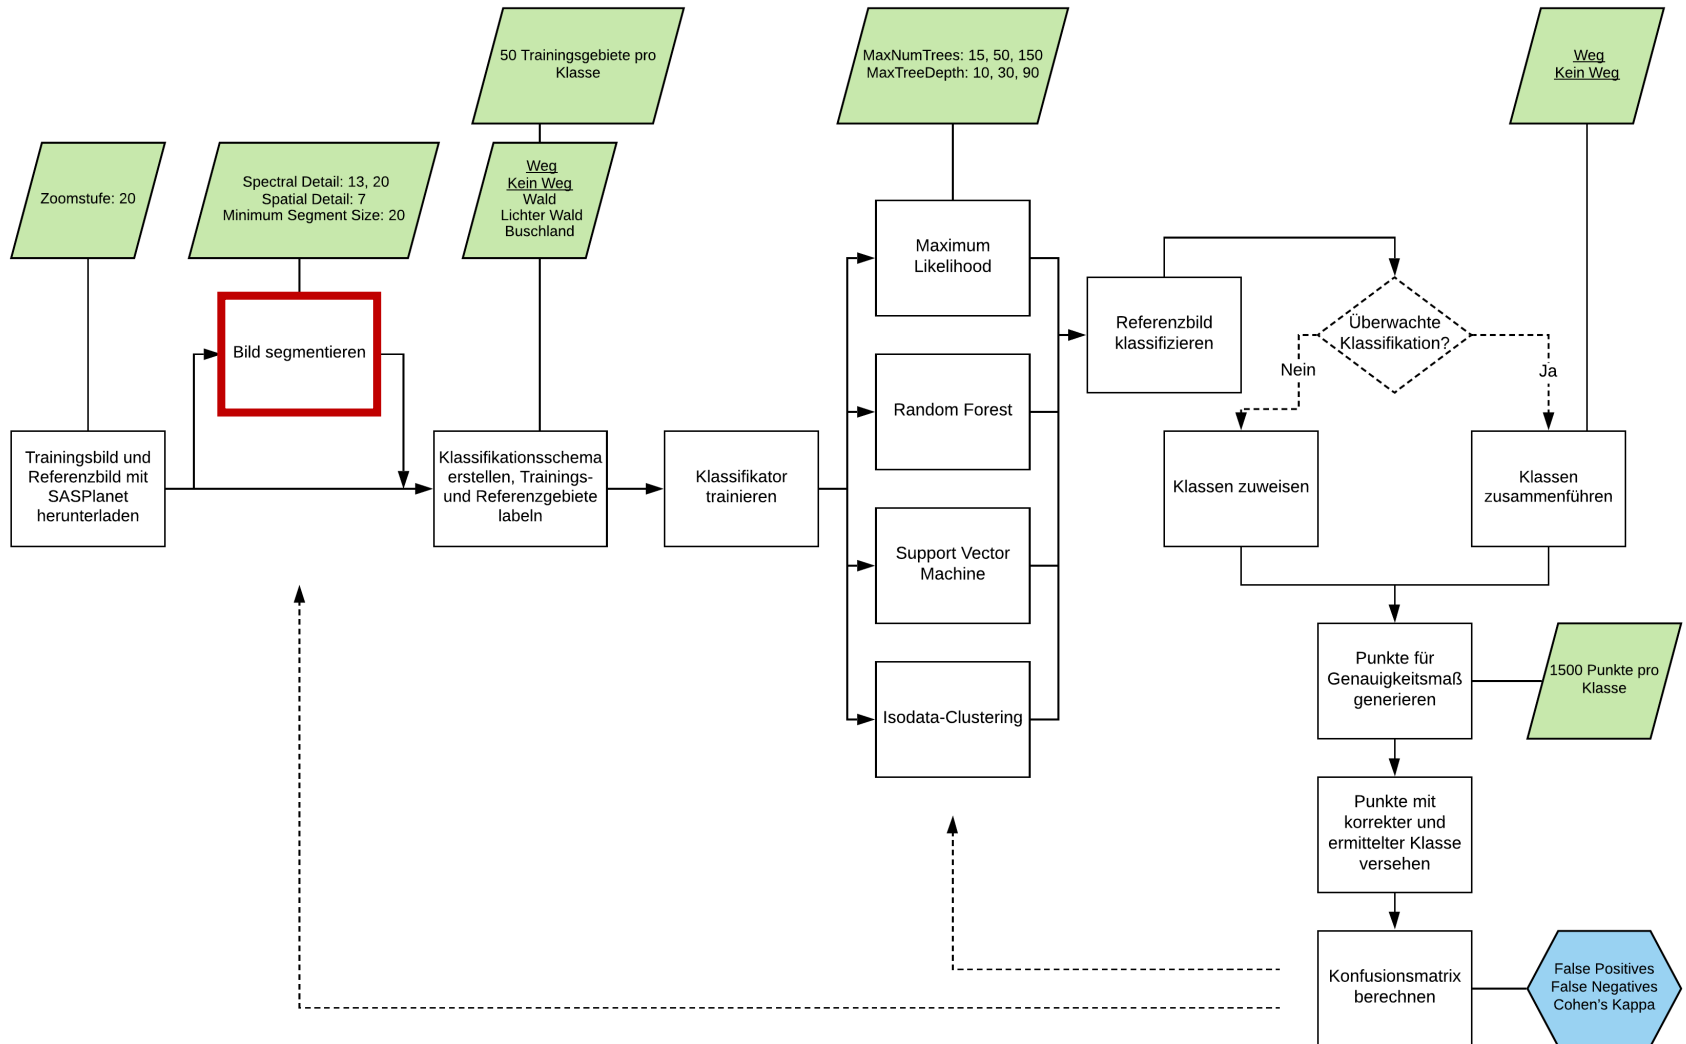 50 Trainingsgebiete pro
Klasse
MaxNumTrees: 15, 50, 150
MaxTreeDepth: 10, 30, 90
Weg
Kein Weg
Zoomstufe: 20
Spectral Detail: 13, 20
Spatial Detail: 7
Minimum Segment Size: 20
Weg
Kein Weg
Wald
Lichter Wald
Buschland
Bild segmentieren
Trainingsbild und
Referenzbild mit
SASPlanet
herunterladen
Klassifikationsschema
erstellen, Trainings-
und Referenzgebiete
labeln
Klassifikator
trainieren
Maximum
Likelihood
Random Forest
Support Vector
Machine
Isodata-Clustering
Referenzbild
klassifizieren
Überwachte
Klassifikation?
Nein
Ja
Klassen zuweisen
Klassen
zusammenführen
Punkte für
Genauigkeitsmaß
generieren
1500 Punkte pro
Klasse
Punkte mit
korrekter und
ermittelter Klasse
versehen
Konfusionsmatrix
berechnen
False Positives
False Negatives
Cohen's Kappa